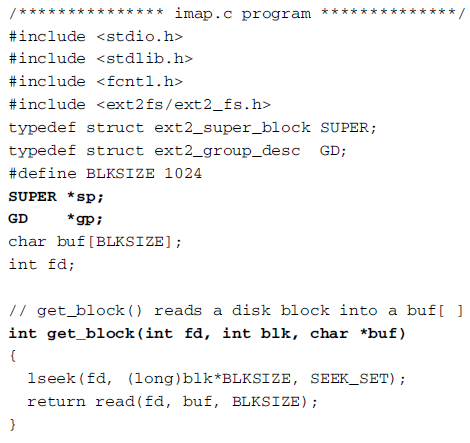 /*************** imap.c program **************/
#include <stdio.h>
#include <stdlib.h>
#include <fcntl.h>
#include <ext2fs/ext2_fs.h>
typedef struct ext2_super_block SUPER;
typedef struct ext2_group_desc  GD;
#define BLKSIZE 1024
SUPER *sp;
GD    *gp;
char buf[BLKSIZE];
int fd;

// get_block() reads a disk block into a buf[ ]
int get_block(int fd, int blk, char *buf)
{
  lseek(fd, (long)blk*BLKSIZE, SEEK_SET);
  return read(fd, buf, BLKSIZE);
}